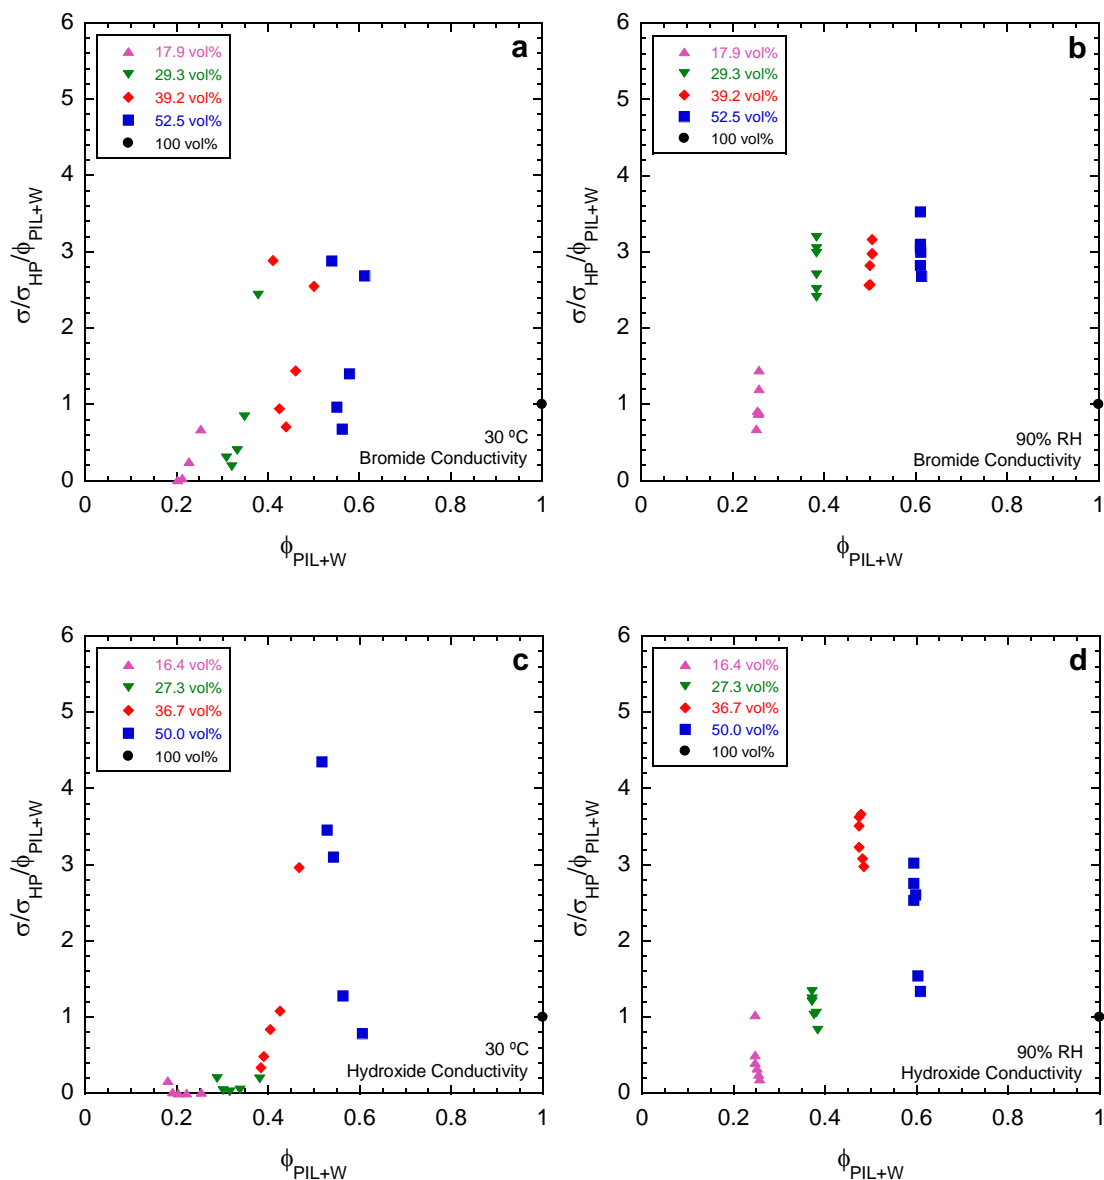 a
17.9 vol%
29.3 vol%
39.2 vol%
52.5 vol%
100 vol%
6
5
4
3
2
1
0
σ/σHP/ϕPIL+W
30 ºC
Bromide Conductivity
0 0.2 0.4 0.6 0.8 1
ϕPIL+W
b
17.9 vol%
29.3 vol%
39.2 vol%
52.5 vol%
100 vol%
6
5
4
3
2
1
0
σ/σHP/ϕPIL+W
90% RH
Bromide Conductivity
0 0.2 0.4 0.6 0.8 1
ϕPIL+W
c
16.4 vol%
27.3 vol%
36.7 vol%
50.0 vol%
100 vol%
6
5
4
3
2
1
0
σ/σHP/ϕPIL+W
30 ºC
Hydroxide Conductivity
0 0.2 0.4 0.6 0.8 1
ϕPIL+W
d
16.4 vol%
27.3 vol%
36.7 vol%
50.0 vol%
100 vol%
6
5
4
3
2
1
0
σ/σHP/ϕPIL+W
90% RH
Hydroxide Conductivity
0 0.2 0.4 0.6 0.8 1
ϕPIL+W